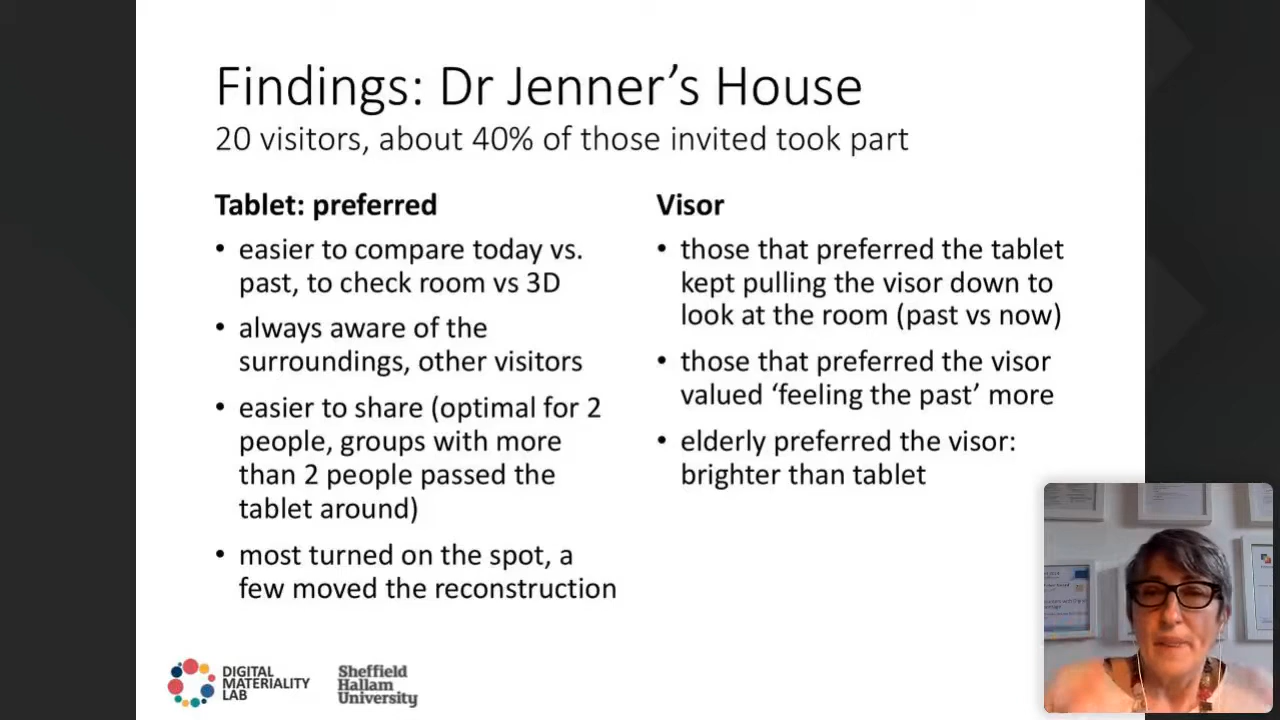 Findings: Dr Jenner’s House
20 visitors, about 40% of those invited took part
Tablet: preferred
• easier to compare today vs.
past, to check room vs 3D
• always aware of the
surroundings, other visitors
• easier to share (optimal for 2
people, groups with more
than 2 people passed the
tablet around)
• most turned on the spot, a
few moved the reconstruction
Visor
• those that preferred the tablet
kept pulling the visor down to
look at the room (past vs now)
• those that preferred the visor
valued ‘feeling the past’ more
• elderly preferred the visor:
brighter than tablet
DIGITAL
MATERIALITY
LAB
Sheffield
Hallam
University